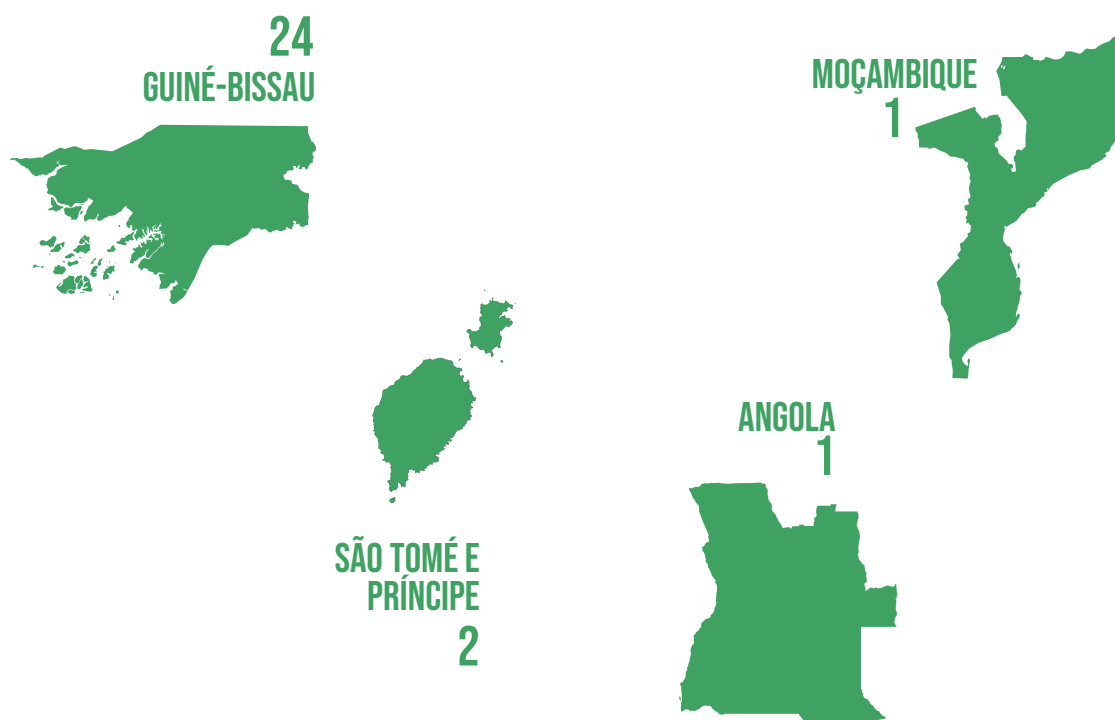 24
GUINÉ-BISSAU
MOÇAMBIQUE
1
ANGOLA
1
SÃO TOMÉ E
PRÍNCIPE
2